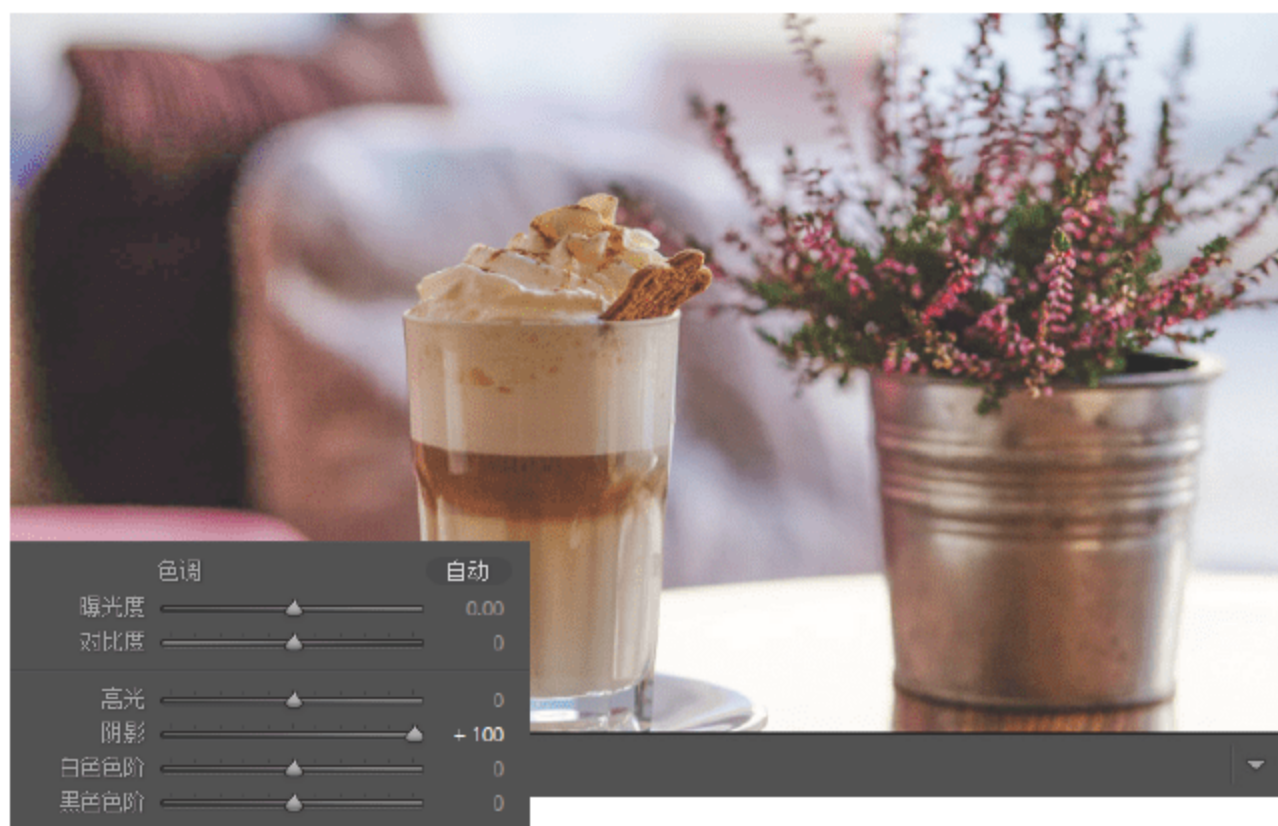 色调 自动
曝光度 0.00
对比度 0
高光 0
阴影 + 100
白色色阶 0
黑色色阶 0